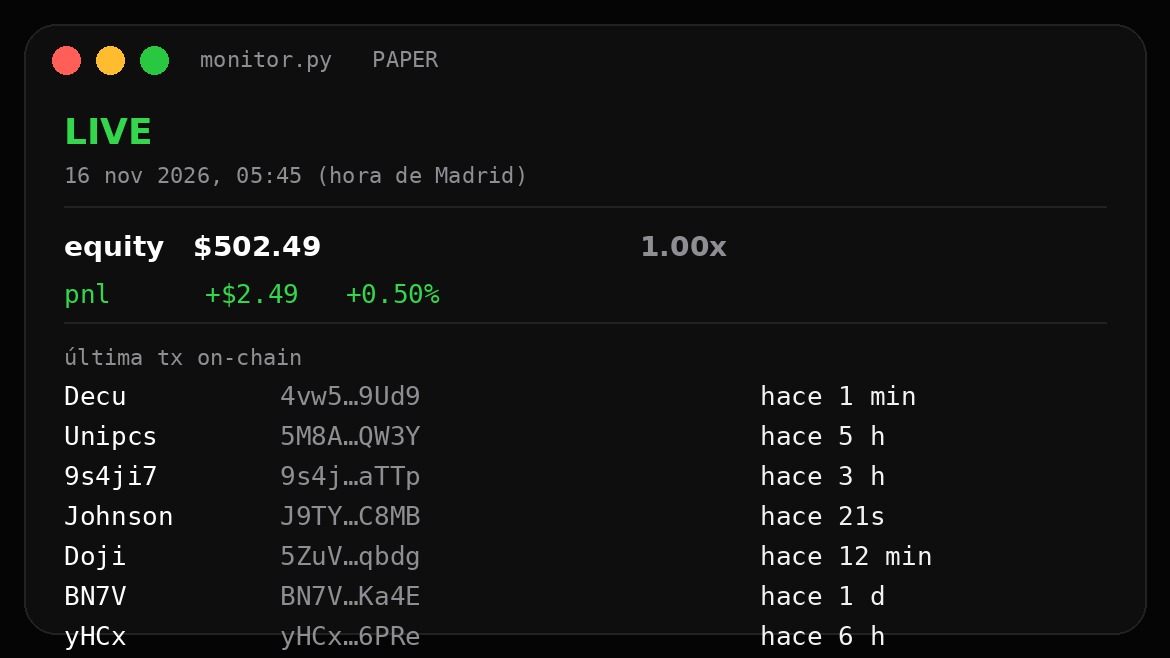 monitor.py PAPER
LIVE
16 nov 2026, 05:45 (hora de Madrid)
equity $502.49 1.00x
pnl +$2.49 +0.50%
última tx on-chain
Decu 4vw5…9Ud9 hace 1 min
Unipcs 5M8A…QW3Y hace 5 h
9s4ji7 9s4j…aTTp hace 3 h
Johnson J9TY…C8MB hace 21s
Doji 5ZuV…qbdg hace 12 min
BN7V BN7V…Ka4E hace 1 d
yHCx yHCx…6PRe hace 6 h